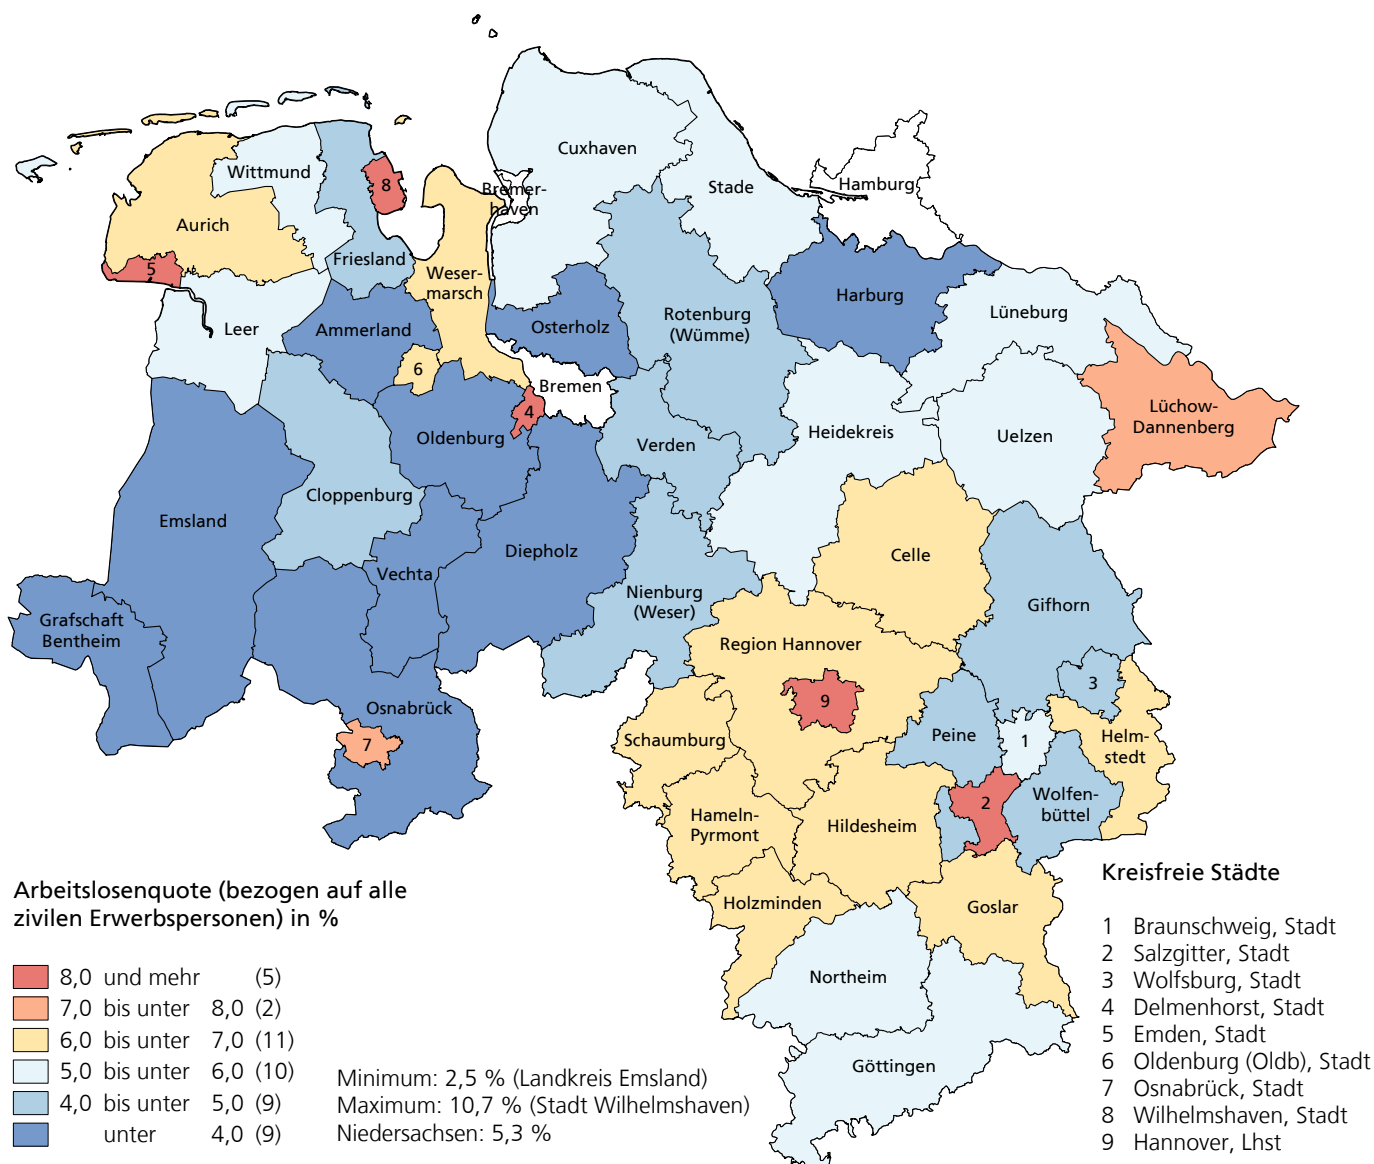 Cuxhaven
Hamburg
Wittmund
8
Bremer-
haven
Stade
Aurich
5
Friesland
Weser-
marsch
Harburg
Lüneburg
Leer
Ammerland
Osterholz
Rotenburg
(Wümme)
6
Bremen
4
Lüchow-
Dannenberg
Oldenburg
Verden
Heidekreis
Uelzen
Cloppenburg
Emsland
Diepholz
Celle
Vechta
Nienburg
(Weser)
Gifhorn
Grafschaft
Bentheim
Region Hannover
3
9
Osnabrück
7
Schaumburg
Peine
1
Helm-
stedt
2
Wolfen-
büttel
Hameln-
Pyrmont
Hildesheim
Holzminden
Goslar
Northeim
Göttingen
Arbeitslosenquote (bezogen auf alle
zivilen Erwerbspersonen) in %
8,0 und mehr (5)
7,0 bis unter 8,0 (2)
6,0 bis unter 7,0 (11)
5,0 bis unter 6,0 (10)
4,0 bis unter 5,0 (9)
unter 4,0 (9)
Minimum: 2,5 % (Landkreis Emsland)
Maximum: 10,7 % (Stadt Wilhelmshaven)
Niedersachsen: 5,3 %
Kreisfreie Städte
1 Braunschweig, Stadt
2 Salzgitter, Stadt
3 Wolfsburg, Stadt
4 Delmenhorst, Stadt
5 Emden, Stadt
6 Oldenburg (Oldb), Stadt
7 Osnabrück, Stadt
8 Wilhelmshaven, Stadt
9 Hannover, Lhst